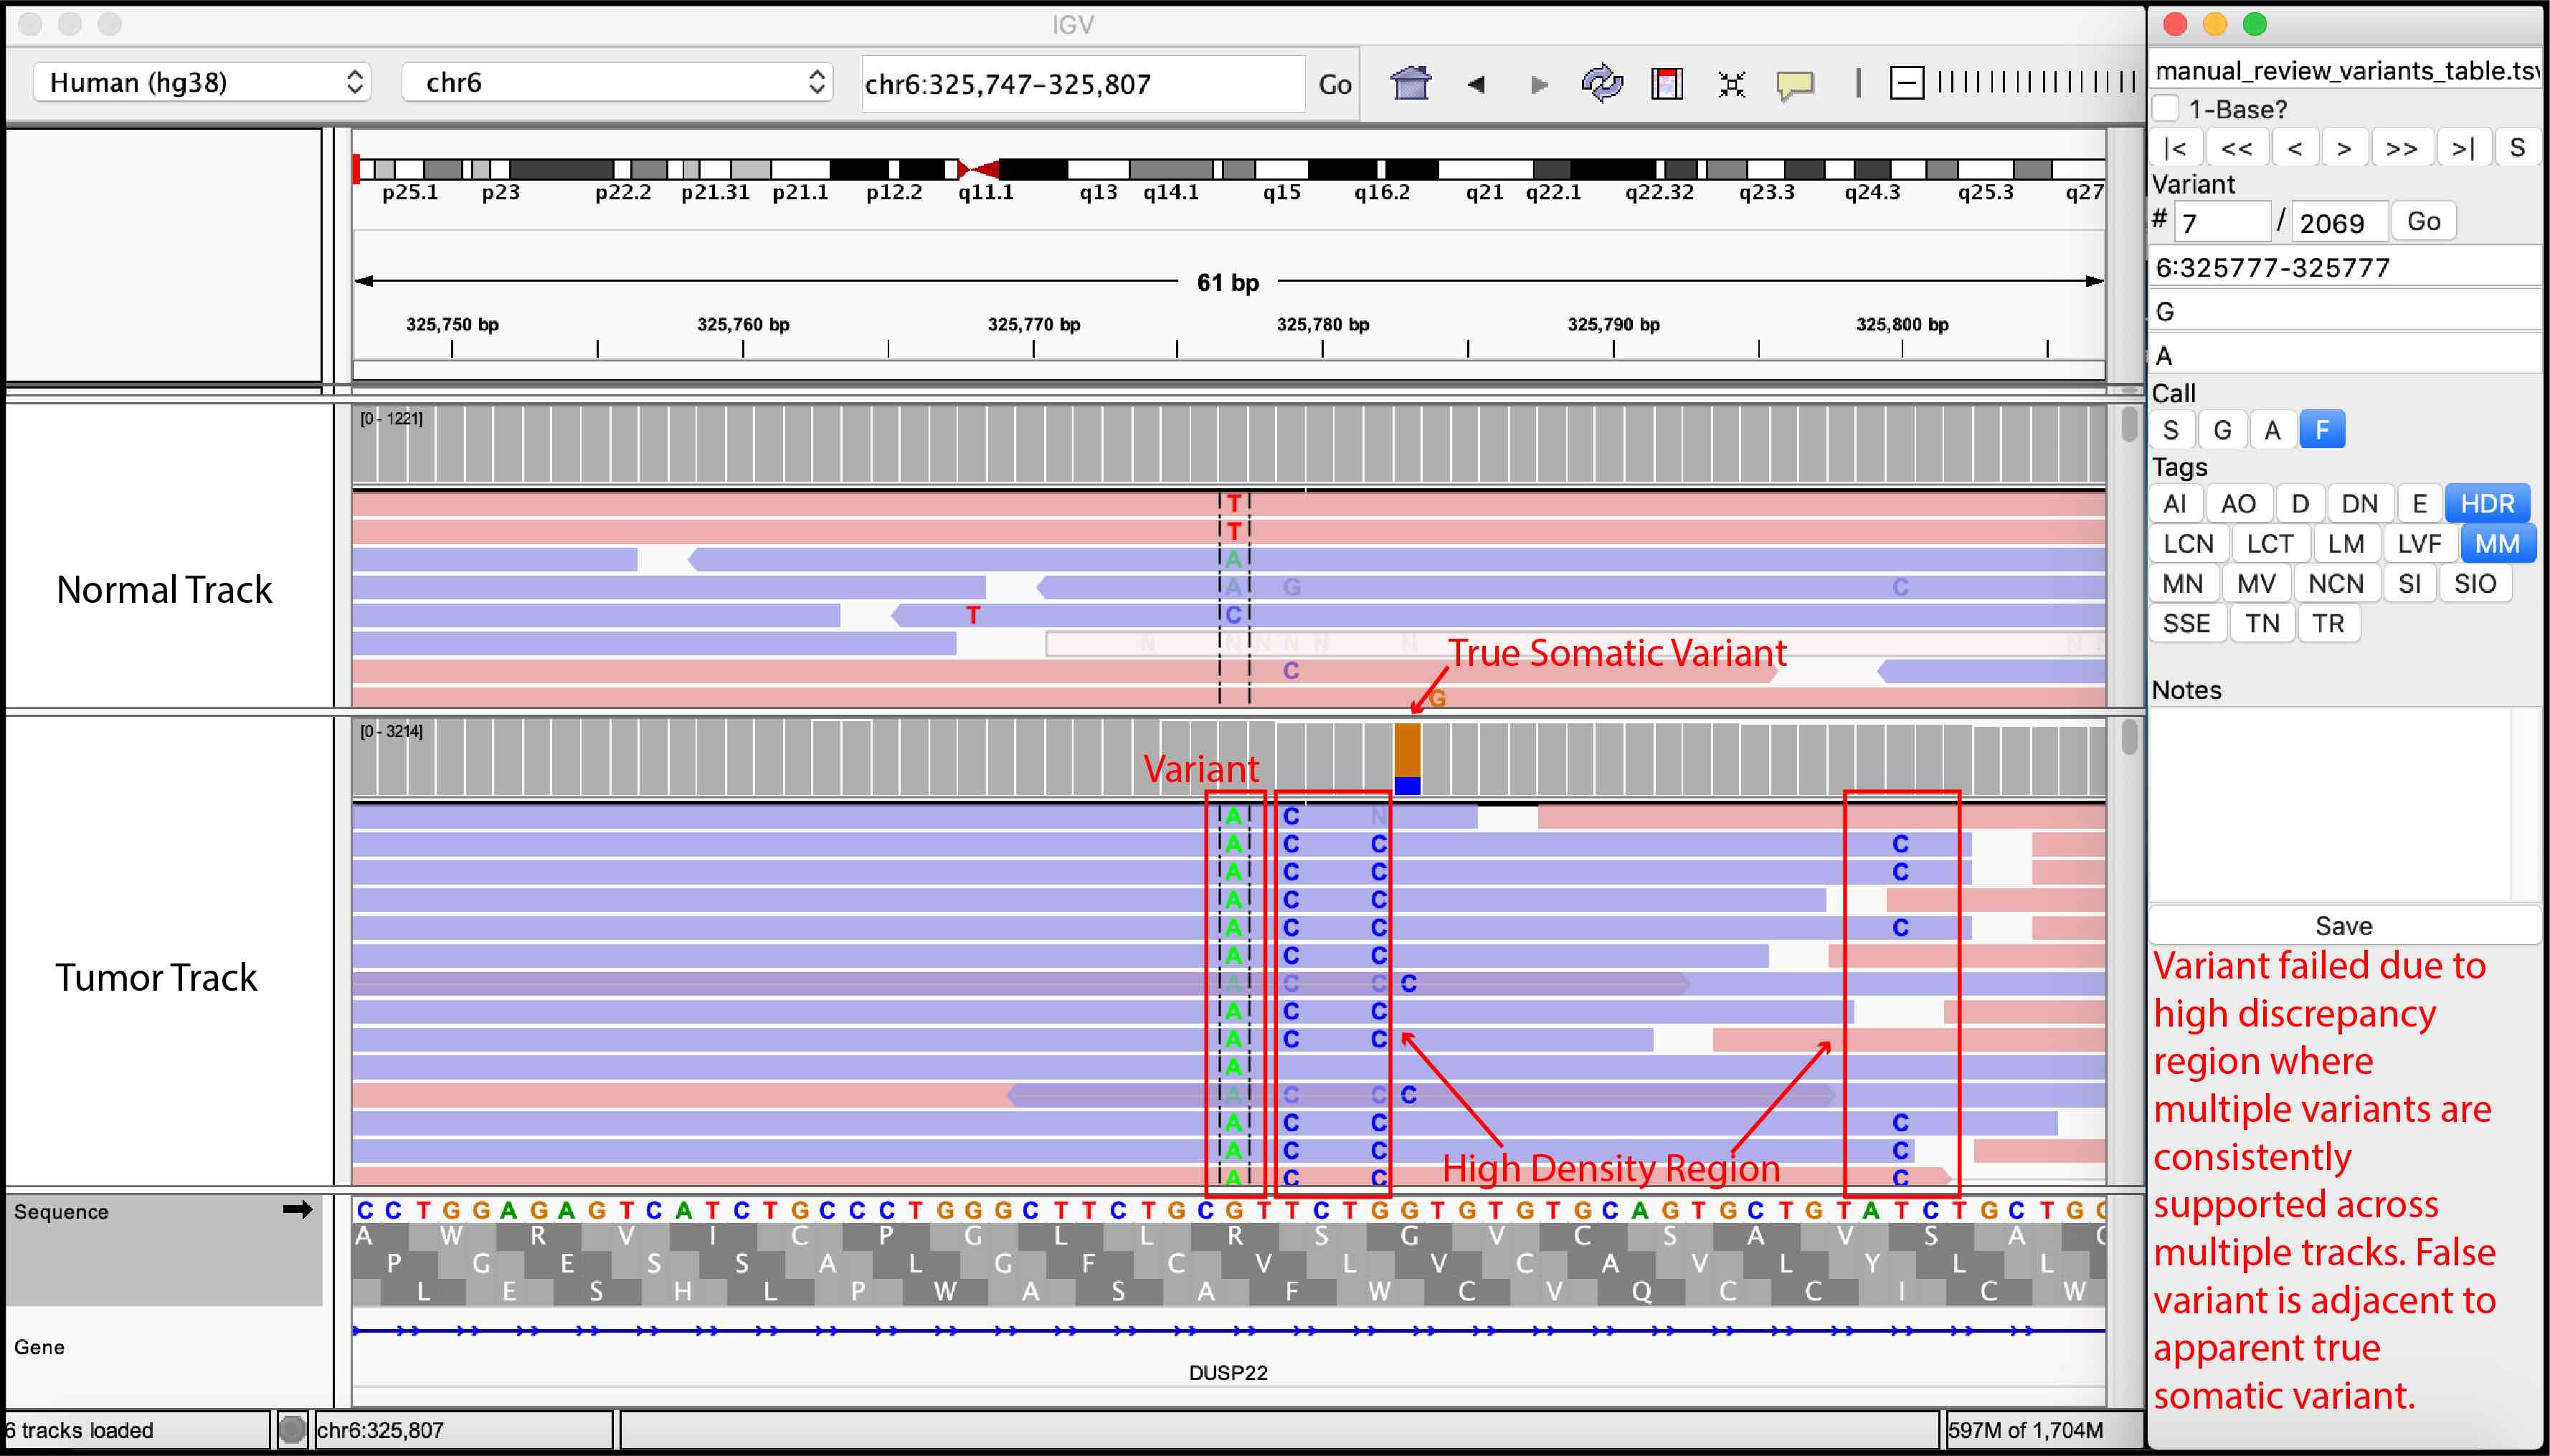 IGV
Human (hg38)
chr6
chr6:325,747-325,807
Go
p25.1 p23 p22.2 p21.31 p21.1 p12.2 q11.1 q13 q14.1 q15 q16.2 q21 q22.1 q22.32 q23.3 q24.3 q25.3 q27
61 bp
325,750 bp 325,760 bp 325,770 bp 325,780 bp 325,790 bp 325,800 bp
[0 - 1221]
Normal Track
T
T
A
A G C
T C
N N N N N N N
C
G
True Somatic Variant
[0 - 3214]
Variant
Tumor Track
A C N
A C C C
A C C C
A C C
A C C C
A C C
A C C C
A C C
A C C
A
A C C C
A C C C
A C C C
A C C C
High Density Region
Sequence
C C T G G A G A G T C A T C T G C C C T G G G C T T C T G C G T T C T G G T G T G T G C A G T G C T G T A T C T G C T G
A W R V I C P G L L R S G V C S A V S A
P G E S S A L G F C V L V C A V L Y L L
L E S H L P W A S A F W C V Q C C I C W
Gene
DUSP22
6 tracks loaded
chr6:325,807
597M of 1,704M
manual_review_variants_table.ts
1-Base?
|< << < > >> >| S
Variant
# 7 / 2069 Go
6:325777-325777
G
A
Call
S G A F
Tags
AI AO D DN E HDR
LCN LCT LM LVF MM
MN MV NCN SI SIO
SSE TN TR
Notes
Save
Variant failed due to
high discrepancy
region where
multiple variants are
consistently
supported across
multiple tracks. False
variant is adjacent to
apparent true
somatic variant.